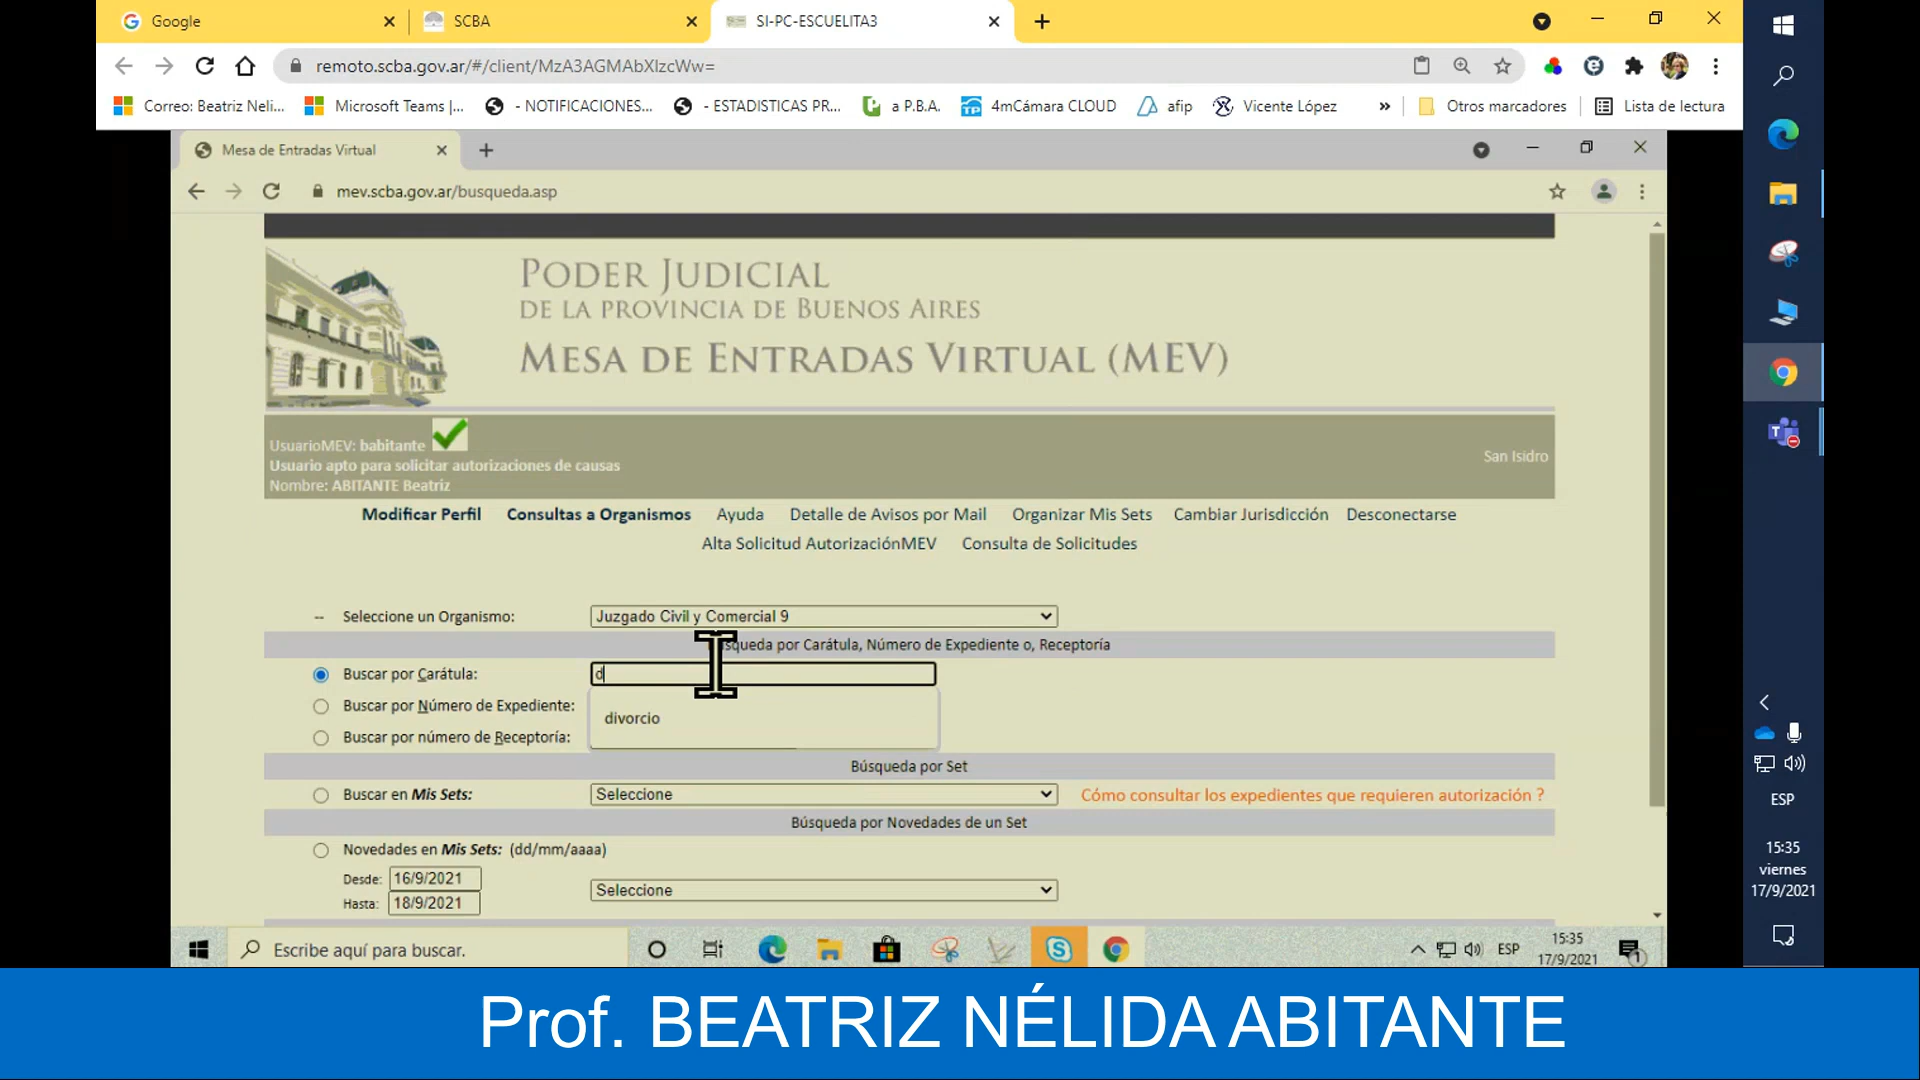 Google
SCBA
SI-PC-ESCUELITA3
remoto.scba.gov.ar/#/client/MzA3AGMAbXlzcWw=
Correo: Beatriz Neli...
Microsoft Teams |...
- NOTIFICACIONES...
- ESTADISTICAS PR...
a P.B.A.
4mCámara CLOUD
afip
Vicente López
»
Otros marcadores
Lista de lectura
Mesa de Entradas Virtual
mev.scba.gov.ar/busqueda.asp
PODER JUDICIAL
DE LA PROVINCIA DE BUENOS AIRES
MESA DE ENTRADAS VIRTUAL (MEV)
UsuarioMEV: babitante
Usuario apto para solicitar autorizaciones de causas
Nombre: ABITANTE Beatriz
San Isidro
Modificar Perfil
Consultas a Organismos
Ayuda
Detalle de Avisos por Mail
Organizar Mis Sets
Cambiar Jurisdicción
Desconectarse
Alta Solicitud AutorizaciónMEV
Consulta de Solicitudes
-- Seleccione un Organismo:
Juzgado Civil y Comercial 9
squeda por Carátula, Número de Expediente o, Receptoría
Buscar por Carátula:
d
Buscar por Número de Expediente:
divorcio
Buscar por número de Receptoría:
Búsqueda por Set
Buscar en Mis Sets:
Seleccione
Cómo consultar los expedientes que requieren autorización ?
Búsqueda por Novedades de un Set
Novedades en Mis Sets: (dd/mm/aaaa)
Desde: 16/9/2021
Seleccione
Hasta: 18/9/2021
Escribe aquí para buscar.
ESP
15:35
17/9/2021
1
ESP
15:35
viernes
17/9/2021
Prof. BEATRIZ NÉLIDA ABITANTE